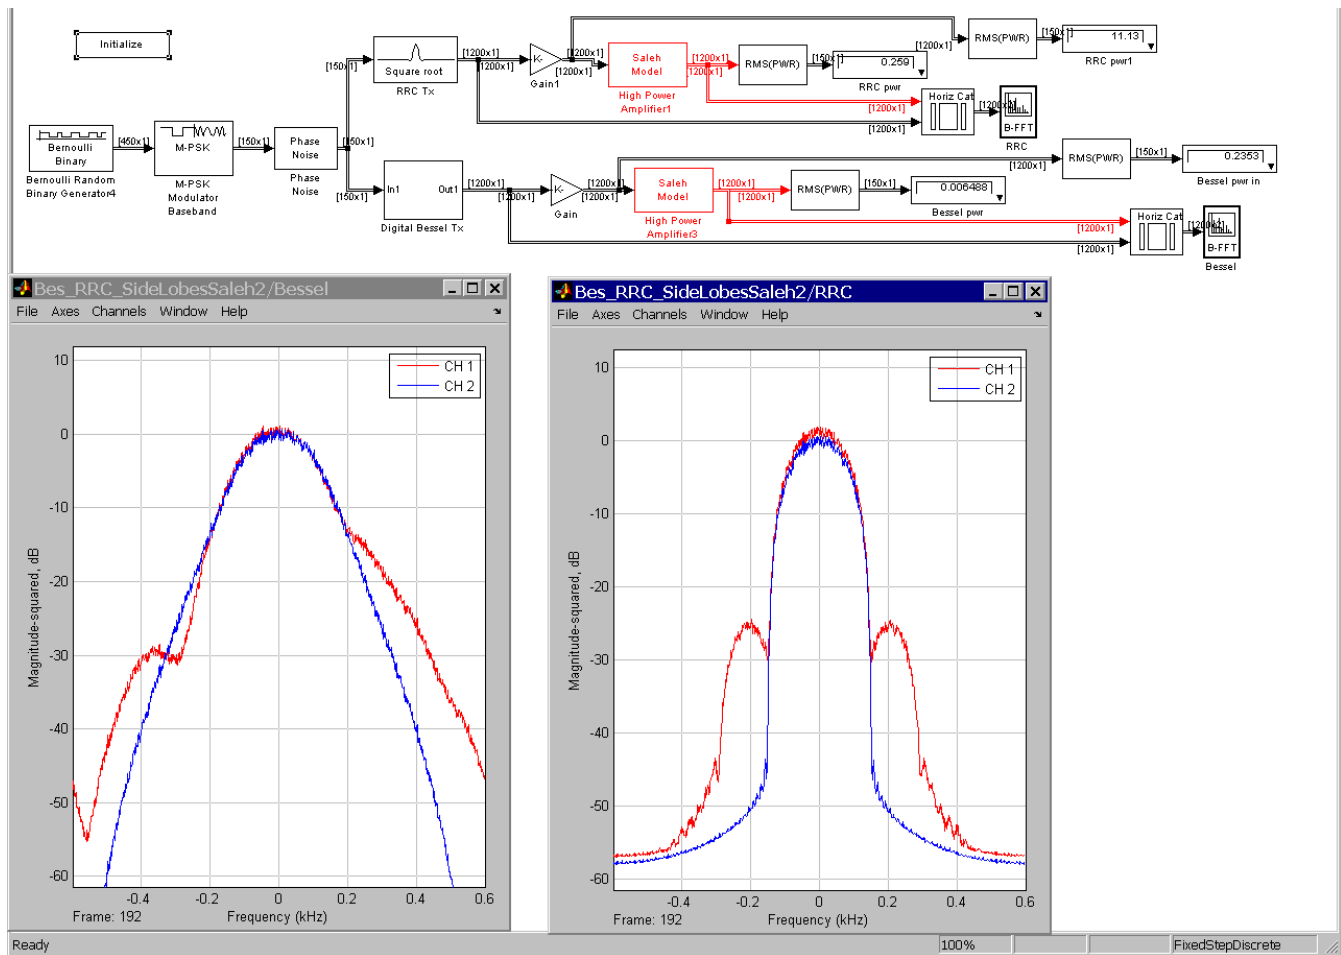 Initialize
Square root
RRC Tx
[150x1]
[1200x1]
K-
Gain1
[1200x1]
[1200x1]
Saleh
Model
High Power
Amplifier1
[1200x1]
[1200x1]
RMS(PWR)
[150x1]
0.259
RRC pwr
[1200x1]
RMS(PWR)
[150x1]
11.13
RRC pwr1
[1200x1]
[1200x1]
Horiz Cat
[1200x2]
B-FFT
RRC
Bernoulli
Binary
Bernoulli Random
Binary Generator4
[450x1]
M-PSK
M-PSK
Modulator
Baseband
[150x1]
Phase
Noise
Phase
Noise
[150x1]
[150x1]
In1
Out1
Digital Bessel Tx
[1200x1]
K-
Gain
[1200x1]
[1200x1]
Saleh
Model
High Power
Amplifier3
[1200x1]
[1200x1]
RMS(PWR)
[150x1]
0.006488
Bessel pwr
[1200x1]
RMS(PWR)
[150x1]
0.2353
Bessel pwr in
[1200x1]
[1200x1]
Horiz Cat
[1200x2]
B-FFT
Bessel
Bes_RRC_SideLobesSaleh2/Bessel
File Axes Channels Window Help
CH 1
CH 2
10
0
-10
-20
-30
-40
-50
-60
Magnitude-squared, dB
-0.4 -0.2 0 0.2 0.4 0.6
Frame: 192 Frequency (kHz)
Bes_RRC_SideLobesSaleh2/RRC
File Axes Channels Window Help
CH 1
CH 2
10
0
-10
-20
-30
-40
-50
-60
Magnitude-squared, dB
-0.4 -0.2 0 0.2 0.4 0.6
Frame: 192 Frequency (kHz)
Ready 100% FixedStepDiscrete